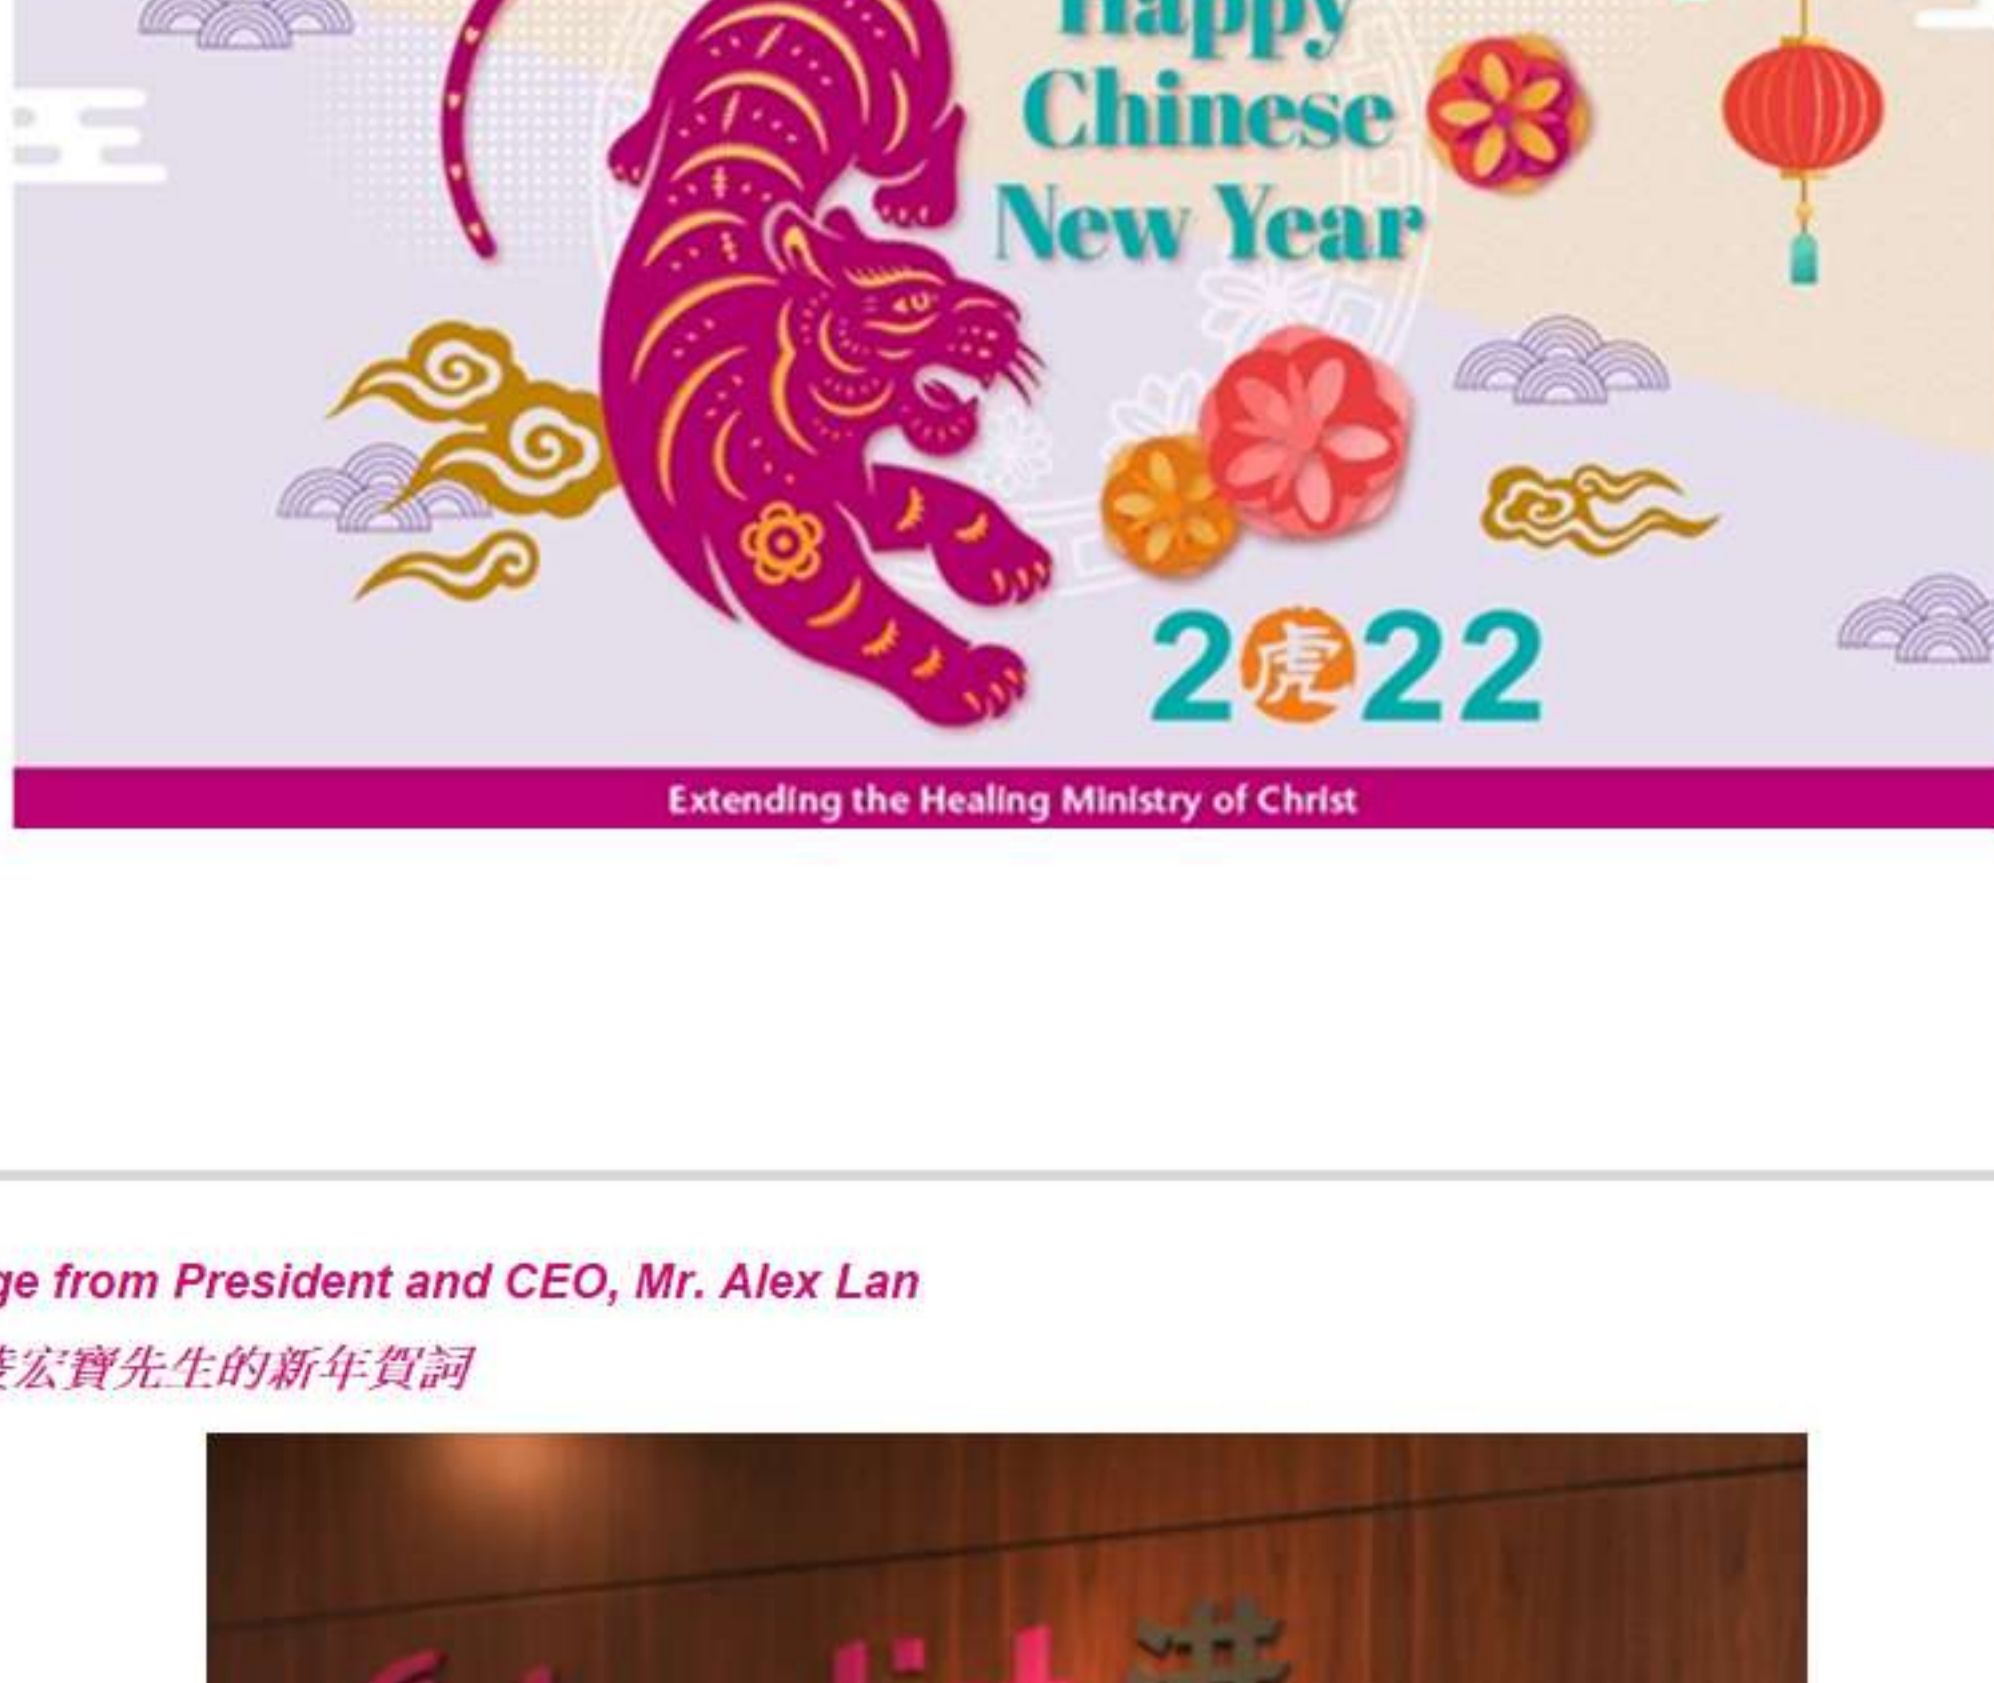 Happy
Chinese
New Year
2虎22
Extending the Healing Ministry of Christ
ge from President and CEO, Mr. Alex Lan
宏寶先生的新年賀詞